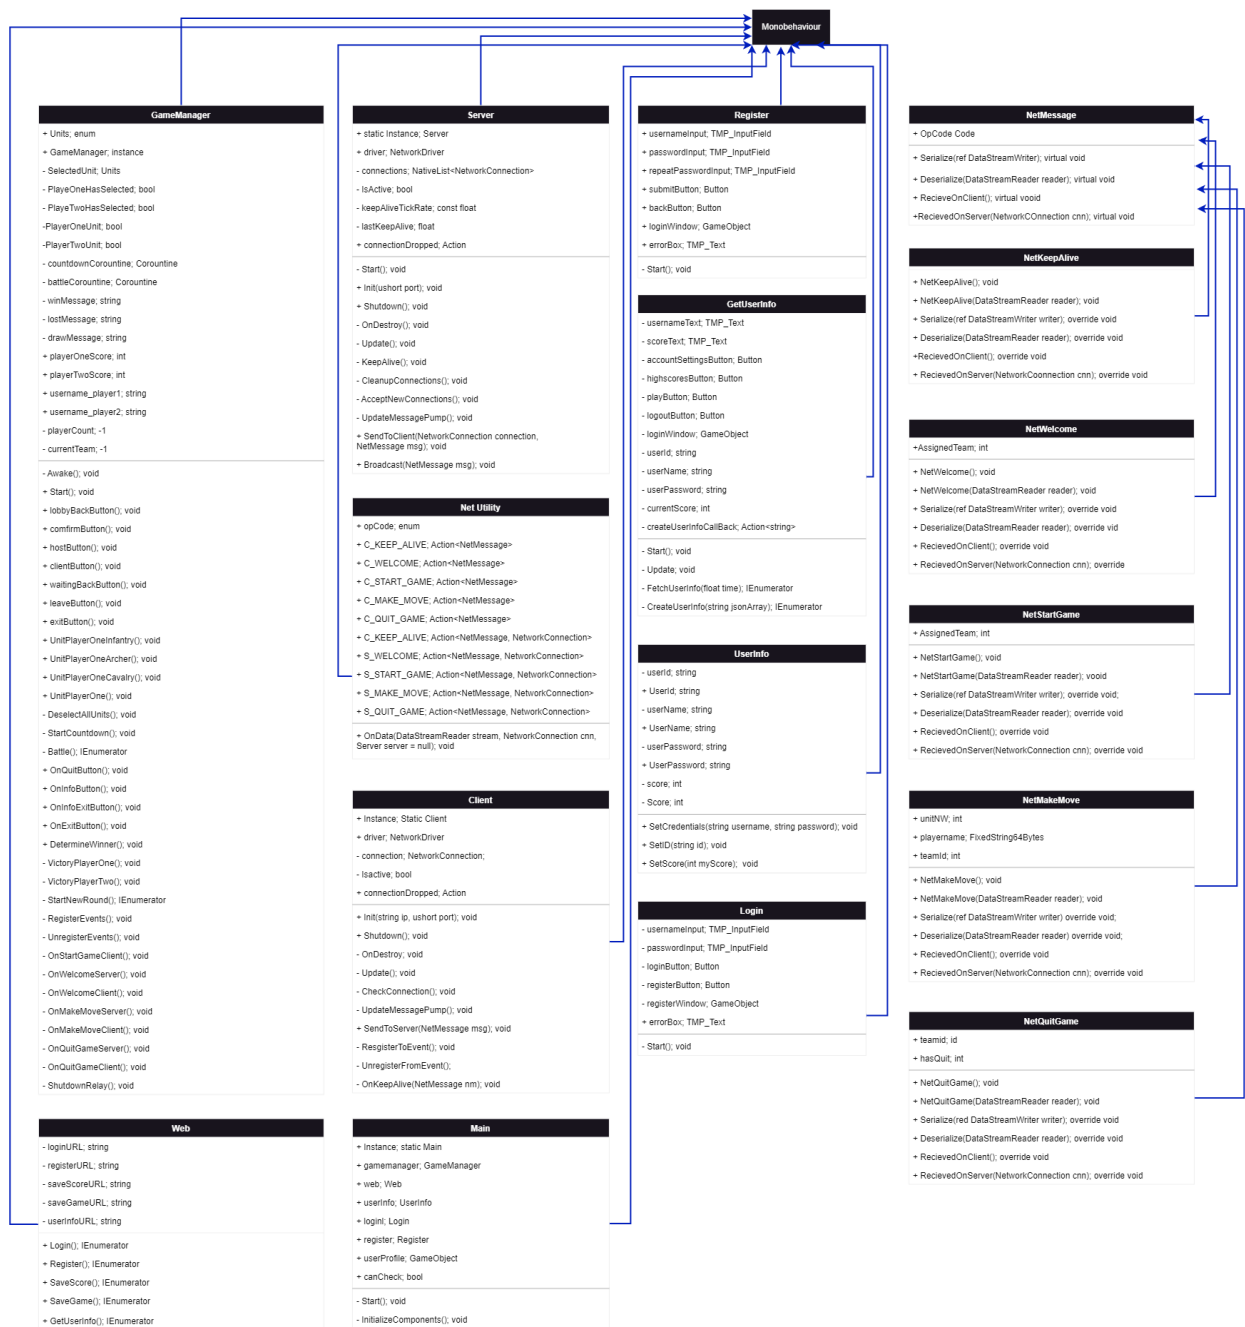 Monobehaviour
GameManager
+ Units; enum
+ GameManager; instance
- SelectedUnit; Units
- PlayeOneHasSelected; bool
- PlayeTwoHasSelected; bool
-PlayerOneUnit; bool
-PlayerTwoUnit; bool
- countdownCorountine; Corountine
- battleCorountine; Corountine
- winMessage; string
- lostMessage; string
- drawMessage; string
+ playerOneScore; int
+ playerTwoScore; int
+ username_player1; string
+ username_player2; string
- playerCount; -1
- currentTeam; -1
- Awake(); void
+ Start(); void
+ lobbyBackButton(); void
+ comfirmButton(); void
+ hostButton(); void
+ clientButton(); void
+ waitingBackButton(); void
+ leaveButton(); void
+ exitButton(); void
+ UnitPlayerOneInfantry(); void
+ UnitPlayerOneArcher(); void
+ UnitPlayerOneCavalry(); void
+ UnitPlayerOne(); void
- DeselectAllUnits(); void
- StartCountdown(); void
- Battle(); IEnumerator
+ OnQuitButton(); void
+ OnInfoButton(); void
+ OnInfoExitButton(); void
+ OnExitButton(); void
+ DetermineWinner(); void
- VictoryPlayerOne(); void
- VictoryPlayerTwo(); void
- StartNewRound(); IEnumerator
- RegisterEvents(); void
- UnregisterEvents(); void
- OnStartGameClient(); void
- OnWelcomeServer(); void
- OnWelcomeClient(); void
- OnMakeMoveServer(); void
- OnMakeMoveClient(); void
- OnQuitGameServer(); void
- OnQuitGameClient(); void
- ShutdownRelay(); void
Web
- loginURL; string
- registerURL; string
- saveScoreURL; string
- saveGameURL; string
- userInfoURL; string
+ Login(); IEnumerator
+ Register(); IEnumerator
+ SaveScore(); IEnumerator
+ SaveGame(); IEnumerator
+ GetUserInfo(); IEnumerator
Server
+ static Instance; Server
+ driver; NetworkDriver
- connections; NativeList<NetworkConnection>
- IsActive; bool
- keepAliveTickRate; const float
- lastKeepAlive; float
+ connectionDropped; Action
- Start(); void
+ Init(ushort port); void
+ Shutdown(); void
- OnDestroy(); void
- Update(); void
- KeepAlive(); void
- CleanupConnections(); void
- AcceptNewConnections(); void
- UpdateMessagePump(); void
+ SendToClient(NetworkConnection connection,
NetMessage msg); void
+ Broadcast(NetMessage msg); void
Net Utility
+ opCode; enum
+ C_KEEP_ALIVE; Action<NetMessage>
+ C_WELCOME; Action<NetMessage>
+ C_START_GAME; Action<NetMessage>
+ C_MAKE_MOVE; Action<NetMessage>
+ C_QUIT_GAME; Action<NetMessage>
+ C_KEEP_ALIVE; Action<NetMessage, NetworkConnection>
+ S_WELCOME; Action<NetMessage, NetworkConnection>
+ S_START_GAME; Action<NetMessage, NetworkConnection>
+ S_MAKE_MOVE; Action<NetMessage, NetworkConnection>
+ S_QUIT_GAME; Action<NetMessage, NetworkConnection>
+ OnData(DataStreamReader stream, NetworkConnection cnn,
Server server = null); void
Client
+ Instance; Static Client
+ driver; NetworkDriver
- connection; NetworkConnection;
- Isactive; bool
+ connectionDropped; Action
+ Init(string ip, ushort port); void
+ Shutdown(); void
- OnDestroy; void
- Update(); void
- CheckConnection(); void
- UpdateMessagePump(); void
+ SendToServer(NetMessage msg); void
- ResgisterToEvent(); void
- UnregisterFromEvent();
- OnKeepAlive(NetMessage nm); void
Main
+ Instance; static Main
+ gamemanager; GameManager
+ web; Web
+ userInfo; UserInfo
+ loginl; Login
+ register; Register
+ userProfile; GameObject
+ canCheck; bool
- Start(); void
- InitializeComponents(); void
Register
+ usernameInput; TMP_InputField
+ passwordInput; TMP_InputField
+ repeatPasswordInput; TMP_InputField
+ submitButton; Button
+ backButton; Button
+ loginWindow; GameObject
+ errorBox; TMP_Text
- Start(); void
GetUserInfo
- usernameText; TMP_Text
- scoreText; TMP_Text
- accountSettingsButton; Button
- highscoresButton; Button
- playButton; Button
- logoutButton; Button
- loginWindow; GameObject
- userId; string
- userName; string
- userPassword; string
- currentScore; int
- createUserInfoCallBack; Action<string>
- Start(); void
- Update; void
- FetchUserInfo(float time); IEnumerator
- CreateUserInfo(string jsonArray); IEnumerator
UserInfo
- userId; string
+ UserId; string
- userName; string
+ UserName; string
- userPassword; string
+ UserPassword; string
- score; int
- Score; int
+ SetCredentials(string username, string password); void
+ SetID(string id); void
+ SetScore(int myScore); void
Login
- usernameInput; TMP_InputField
- passwordInput; TMP_InputField
- loginButton; Button
- registerButton; Button
- registerWindow; GameObject
+ errorBox; TMP_Text
- Start(); void
NetMessage
+ OpCode Code
+ Serialize(ref DataStreamWriter); virtual void
+ Deserialize(DataStreamReader reader); virtual void
+ RecieveOnClient(); virtual vooid
+RecievedOnServer(NetworkCOnnection cnn); virtual void
NetKeepAlive
+ NetKeepAlive(); void
+ NetKeepAlive(DataStreamReader reader); void
+ Serialize(ref DataStreamWriter writer); override void
+ Deserialize(DataStreamReader reader); override void
+RecievedOnClient(); override void
+ RecievedOnServer(NetworkCoonnection cnn); override void
NetWelcome
+AssignedTeam; int
+ NetWelcome(); void
+ NetWelcome(DataStreamReader reader); void
+ Serialize(ref DataStreamWriter writer); override void
+ Deserialize(DataStreamReader reader); override vid
+ RecievedOnClient(); override void
+ RecievedOnServer(NetworkConnection cnn); override
NetStartGame
+ AssignedTeam; int
+ NetStartGame(); void
+ NetStartGame(DataStreamReader reader); vooid
+ Serialize(ref DataStreamWriter writer); override void;
+ Deserialize(DataStreamReader reader); override void
+ RecievedOnClient(); override void
+ RecievedOnServer(NetworkConnection cnn); override void
NetMakeMove
+ unitNW; int
+ playername; FixedString64Bytes
+ teamId; int
+ NetMakeMove(); void
+ NetMakeMove(DataStreamReader reader); void
+ Serialize(ref DataStreamWriter writer) override void;
+ Deserialize(DataStreamReader reader) override void;
+ RecievedOnClient(); override void
+ RecievedOnServer(NetworkConnection cnn); override void
NetQuitGame
+ teamid; id
+ hasQuit; int
+ NetQuitGame(); void
+ NetQuitGame(DataStreamReader reader); void
+ Serialize(red DataStreamWriter writer); override void
+ Deserialize(DataStreamReader reader); override void
+ RecievedOnClient(); override void
+ RecievedOnServer(NetworkConnection cnn); override void